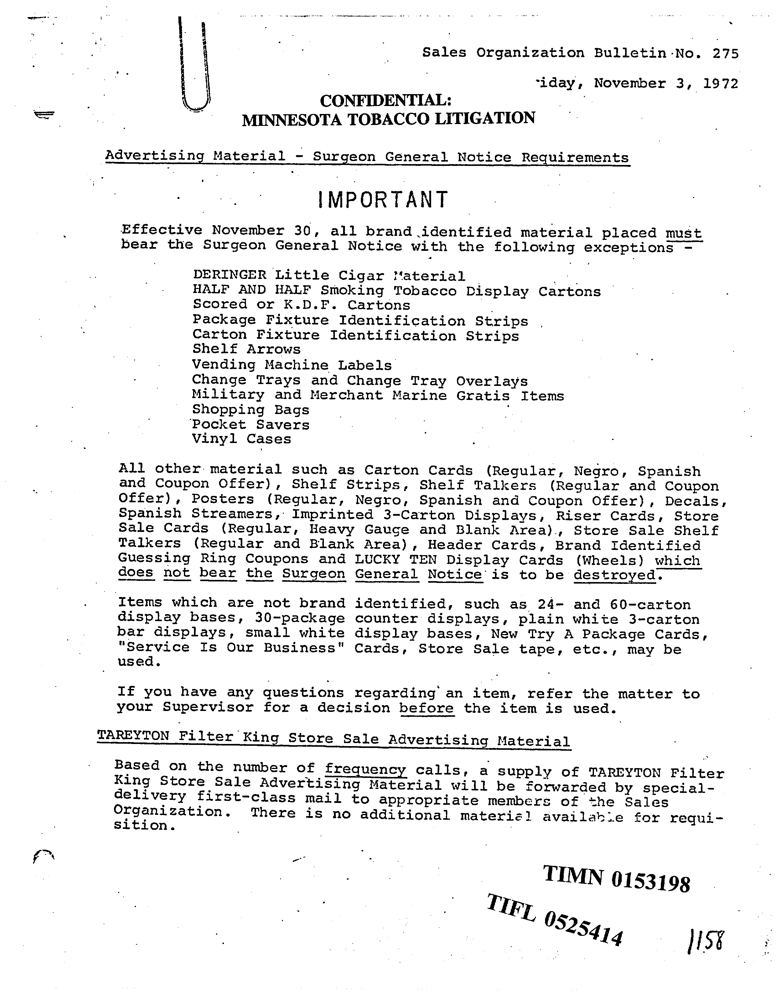 Sales Organization Bulletin No. 275
iday, November 3, 1972
CONFIDENTIAL:
MINNESOTA TOBACCO LITIGATION
Advertising Material - Surgeon General Notice Requirements
IMPORTANT
Effective November 30, all brand identified material placed must
bear the Surgeon General Notice with the following exceptions -
DERINGER Little Cigar Material
HALF AND HALF Smoking Tobacco Display Cartons
Scored or K.D.F. Cartons
Package Fixture Identification Strips
Carton Fixture Identification Strips
Shelf Arrows
Vending Machine Labels
Change Trays and Change Tray Overlays
Military and Merchant Marine Gratis Items
Shopping Bags
Pocket Savers
Vinyl Cases
All other material such as Carton Cards (Regular, Negro, Spanish
and Coupon Offer), Shelf Strips, Shelf Talkers (Regular and Coupon
Offer), Posters (Regular, Negro, Spanish and Coupon Offer), Decals,
Spanish Streamers, Imprinted 3-Carton Displays, Riser Cards, Store
Sale Cards (Regular, Heavy Gauge and Blank Area), Store Sale Shelf
Talkers (Regular and Blank Area), Header Cards, Brand Identified
Guessing Ring Coupons and LUCKY TEN Display Cards (Wheels) which
does not bear the Surgeon General Notice is to be destroyed.
Items which are not brand identified, such as 24- and 60-carton
display bases, 30-package counter displays, plain white 3-carton
bar displays, small white display bases, New Try A Package Cards,
"Service Is Our Business" Cards, Store Sale tape, etc., may be
used.
If you have any questions regarding an item, refer the matter to
your Supervisor for a decision before the item is used.
TAREYTON Filter King Store Sale Advertising Material
Based on the number of frequency calls, a supply of TAREYTON Filter
King Store Sale Advertising Material will be forwarded by special-
delivery first-class mail to appropriate members of the Sales
Organization. There is no additional material available for requi-
sition.
TIMN 0153198
TIFL 0525414
1158